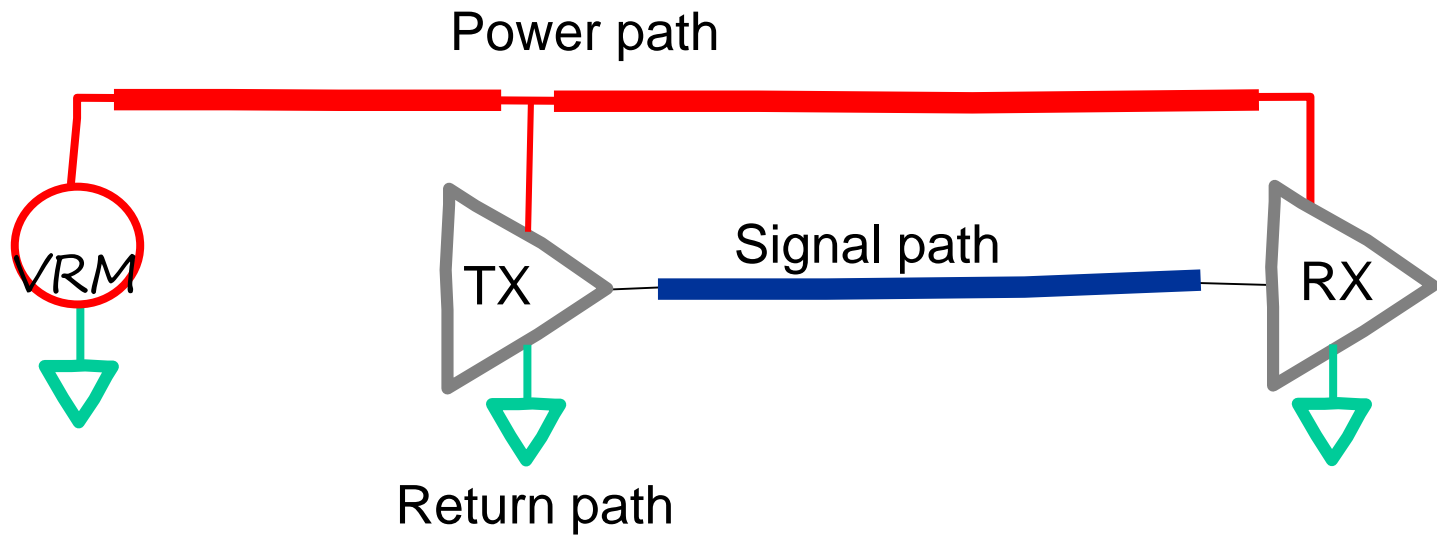 Power path
VRM
TX
Signal path
RX
Return path